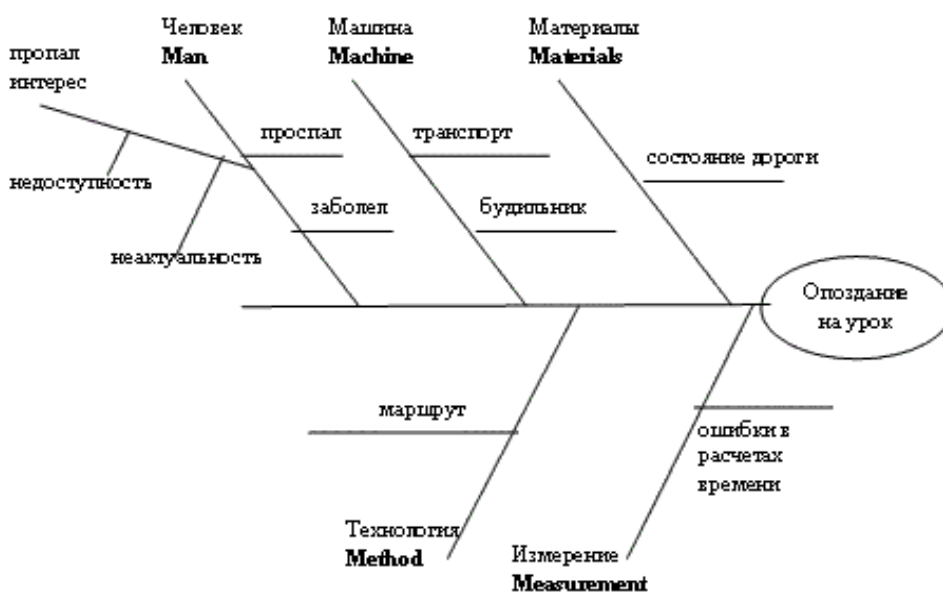 Человек
Man
Машина
Machine
Материалы
Materials
пропал
интерес
проспал
транспорт
состояние дороги
недоступность
заболел
будильник
неактуальность
Опоздание
на урок
маршрут
ошибки в
расчетах
времени
Технология
Method
Измерение
Measurement